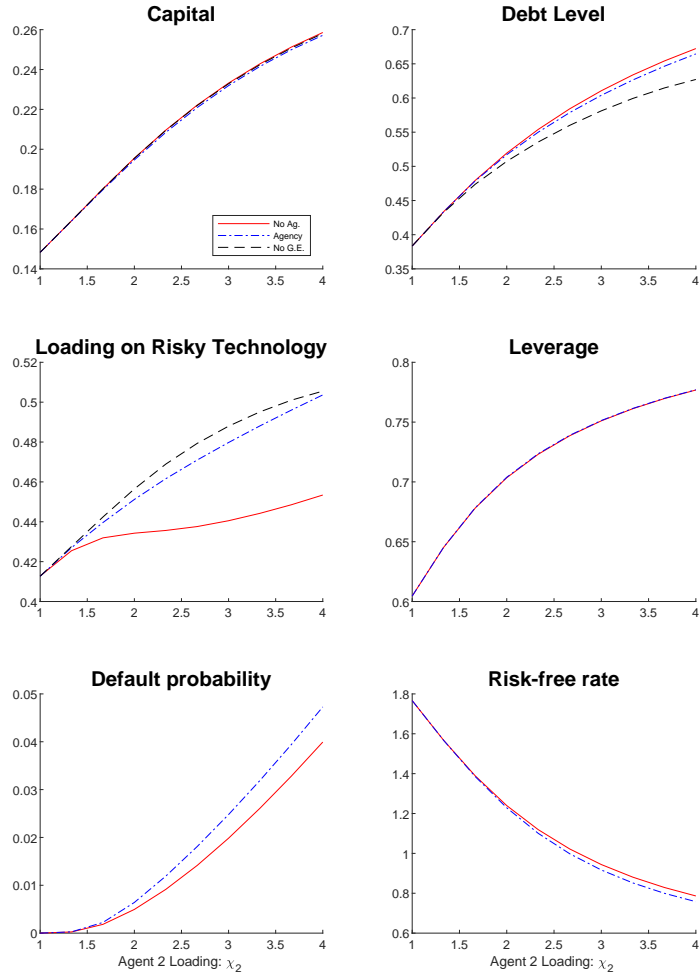 Capital
0.26
0.24
0.22
0.2
0.18
0.16
0.14
1 1.5 2 2.5 3 3.5 4
No Ag.
Agency
No G.E.
Debt Level
0.7
0.65
0.6
0.55
0.5
0.45
0.4
0.35
1 1.5 2 2.5 3 3.5 4
Loading on Risky Technology
0.52
0.5
0.48
0.46
0.44
0.42
0.4
1 1.5 2 2.5 3 3.5 4
Leverage
0.8
0.75
0.7
0.65
0.6
1 1.5 2 2.5 3 3.5 4
Default probability
0.05
0.04
0.03
0.02
0.01
0
1 1.5 2 2.5 3 3.5 4
Agent 2 Loading: χ₂
Risk-free rate
1.8
1.6
1.4
1.2
1
0.8
0.6
1 1.5 2 2.5 3 3.5 4
Agent 2 Loading: χ₂